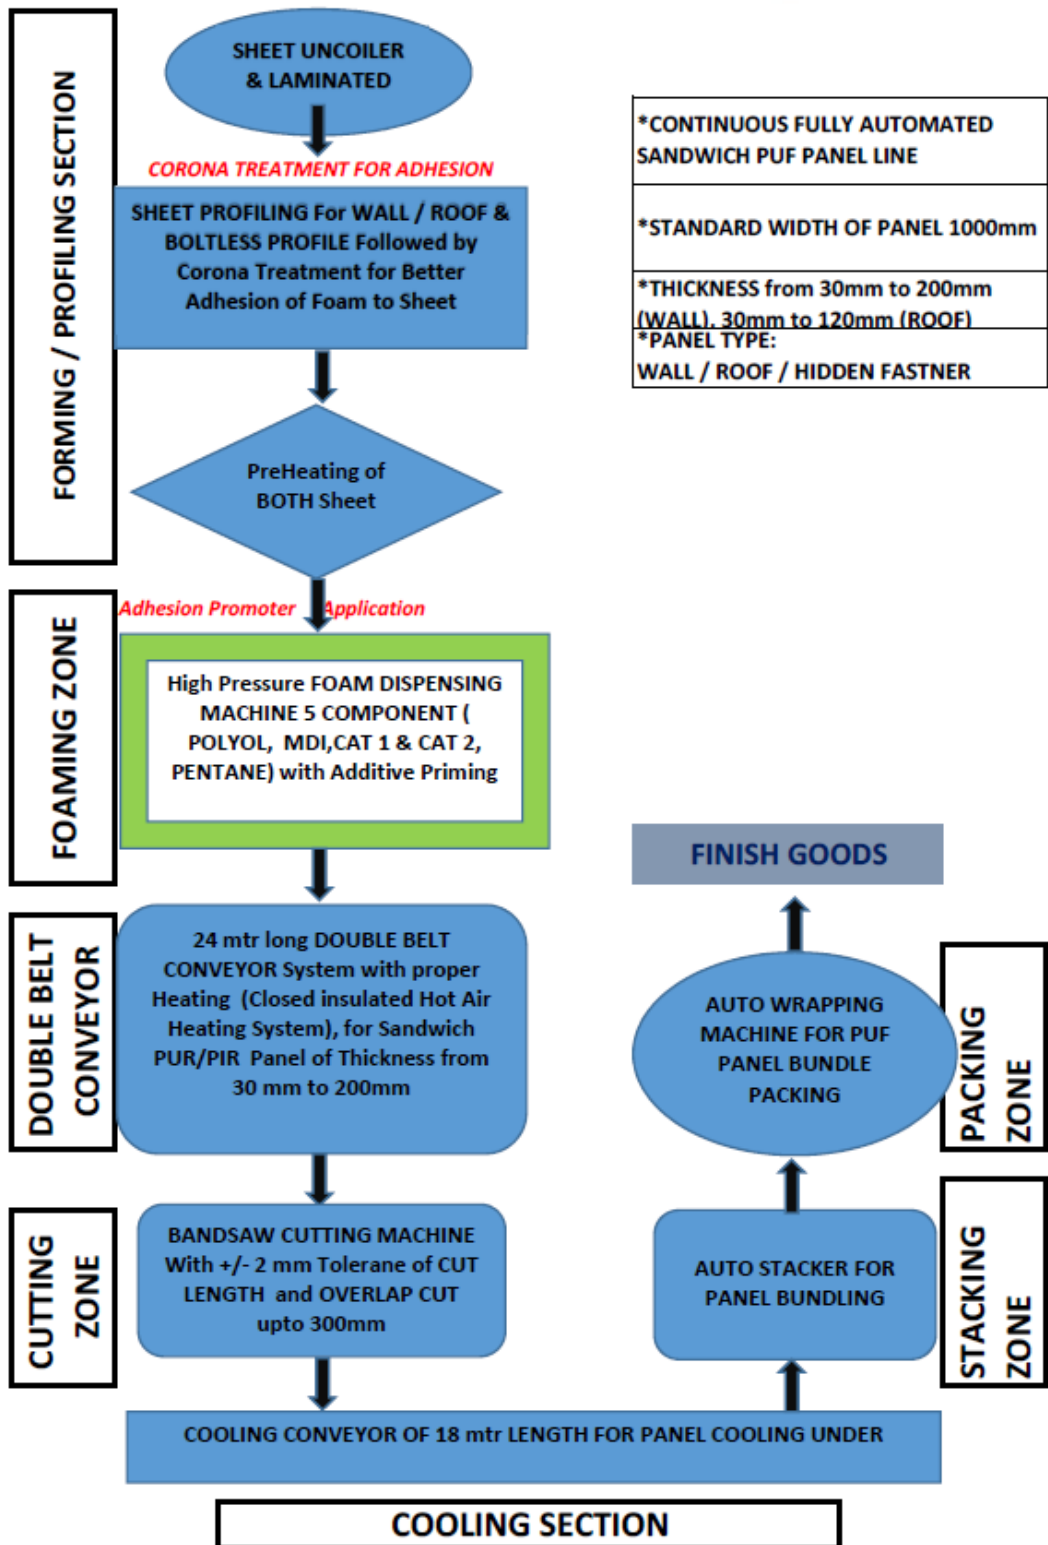 FORMING / PROFILING SECTION
SHEET UNCOILER
& LAMINATED
CORONA TREATMENT FOR ADHESION
SHEET PROFILING For WALL / ROOF &
BOLTLESS PROFILE Followed by
Corona Treatment for Better
Adhesion of Foam to Sheet
PreHeating of
BOTH Sheet
*CONTINUOUS FULLY AUTOMATED
SANDWICH PUF PANEL LINE
*STANDARD WIDTH OF PANEL 1000mm
*THICKNESS from 30mm to 200mm
(WALL), 30mm to 120mm (ROOF)
*PANEL TYPE:
WALL / ROOF / HIDDEN FASTNER
FOAMING ZONE
Adhesion Promoter Application
High Pressure FOAM DISPENSING
MACHINE 5 COMPONENT (
POLYOL, MDI,CAT 1 & CAT 2,
PENTANE) with Additive Priming
DOUBLE BELT
CONVEYOR
24 mtr long DOUBLE BELT
CONVEYOR System with proper
Heating (Closed insulated Hot Air
Heating System), for Sandwich
PUR/PIR Panel of Thickness from
30 mm to 200mm
CUTTING
ZONE
BANDSAW CUTTING MACHINE
With +/- 2 mm Tolerane of CUT
LENGTH and OVERLAP CUT
upto 300mm
COOLING CONVEYOR OF 18 mtr LENGTH FOR PANEL COOLING UNDER
COOLING SECTION
AUTO STACKER FOR
PANEL BUNDLING
STACKING
ZONE
AUTO WRAPPING
MACHINE FOR PUF
PANEL BUNDLE
PACKING
PACKING
ZONE
FINISH GOODS